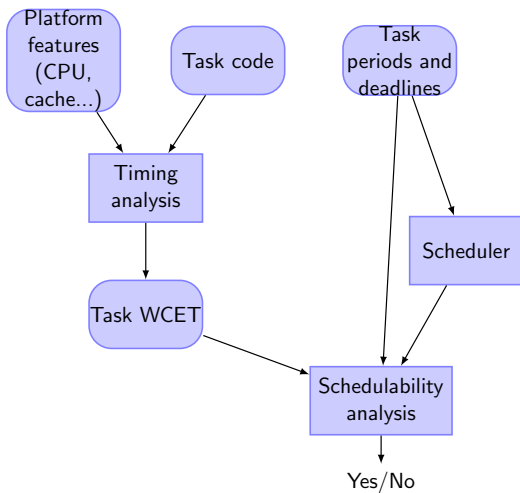 Platform
features
(CPU,
cache...)
Task code
Task
periods and
deadlines
Timing
analysis
Scheduler
Task WCET
Schedulability
analysis
Yes/No